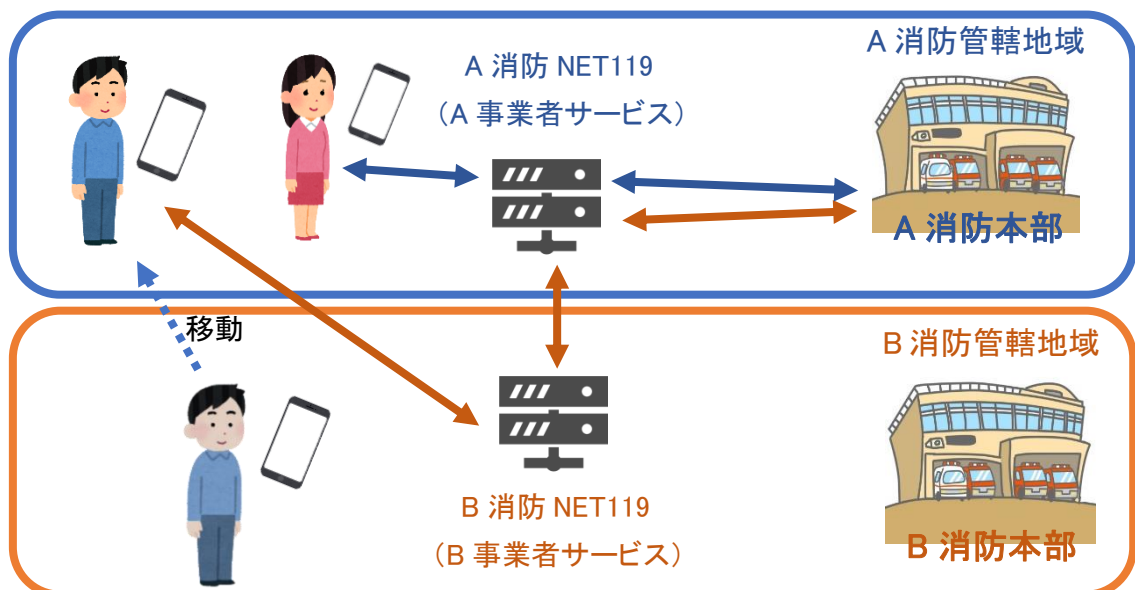 A 消防管轄地域
A 消防 NET119
（A 事業者サービス）
A 消防本部
移動
B 消防管轄地域
B 消防 NET119
（B 事業者サービス）
B 消防本部